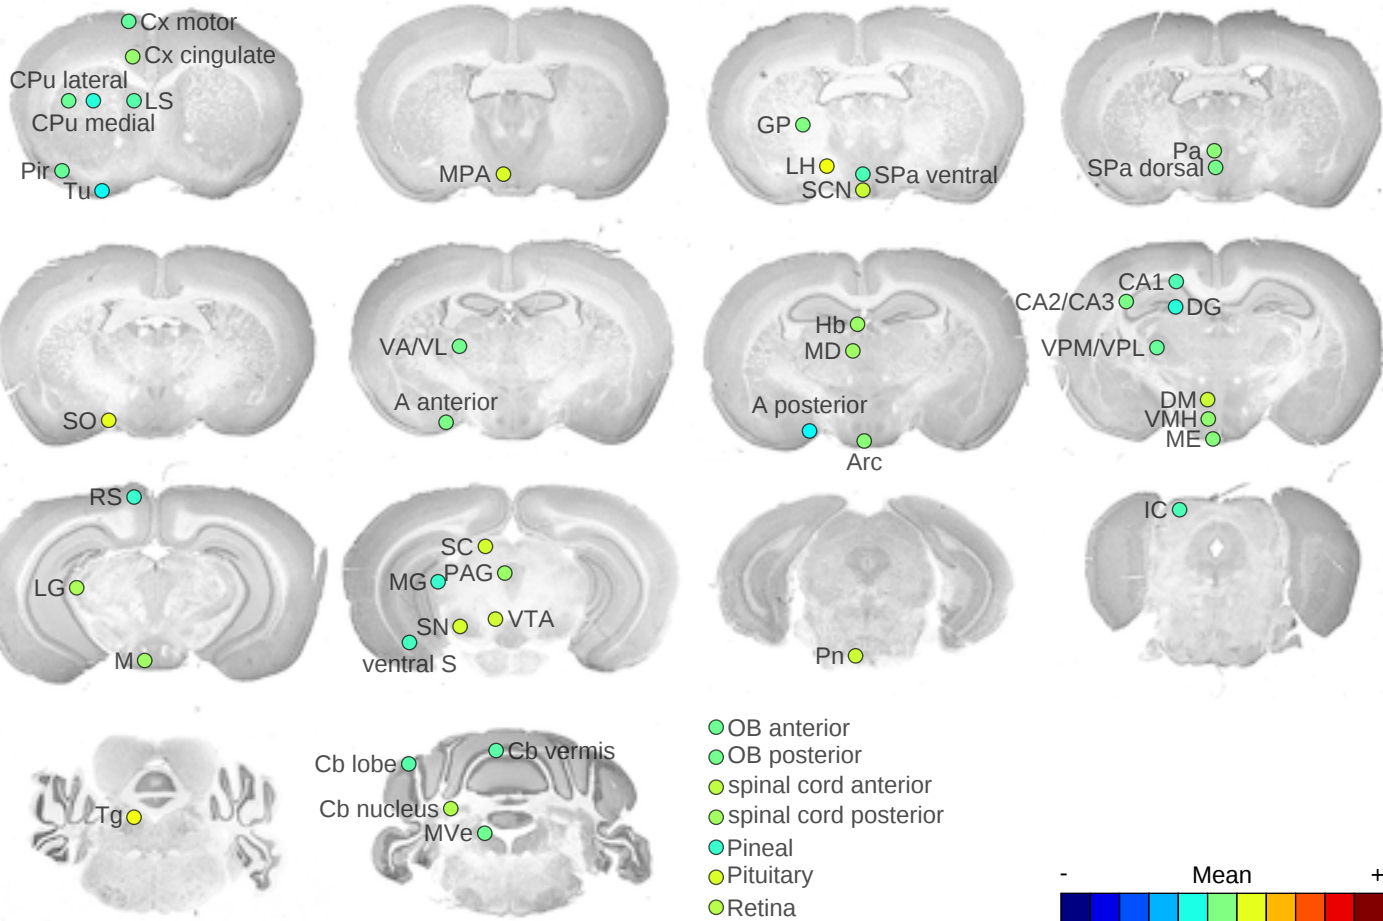 Cx motor
Cx cingulate
CPu lateral
LS
CPu medial
Pir
Tu
MPA
GP
LH
SPa ventral
SCN
Pa
SPa dorsal
SO
VA/VL
A anterior
Hb
MD
A posterior
Arc
CA1
CA2/CA3
DG
VPM/VPL
DM
VMH
ME
RS
LG
M
SC
MG
PAG
SN
VTA
ventral S
Pn
IC
Tg
Cb lobe
Cb vermis
Cb nucleus
MVe
OB anterior
OB posterior
spinal cord anterior
spinal cord posterior
Pineal
Pituitary
Retina
- Mean +